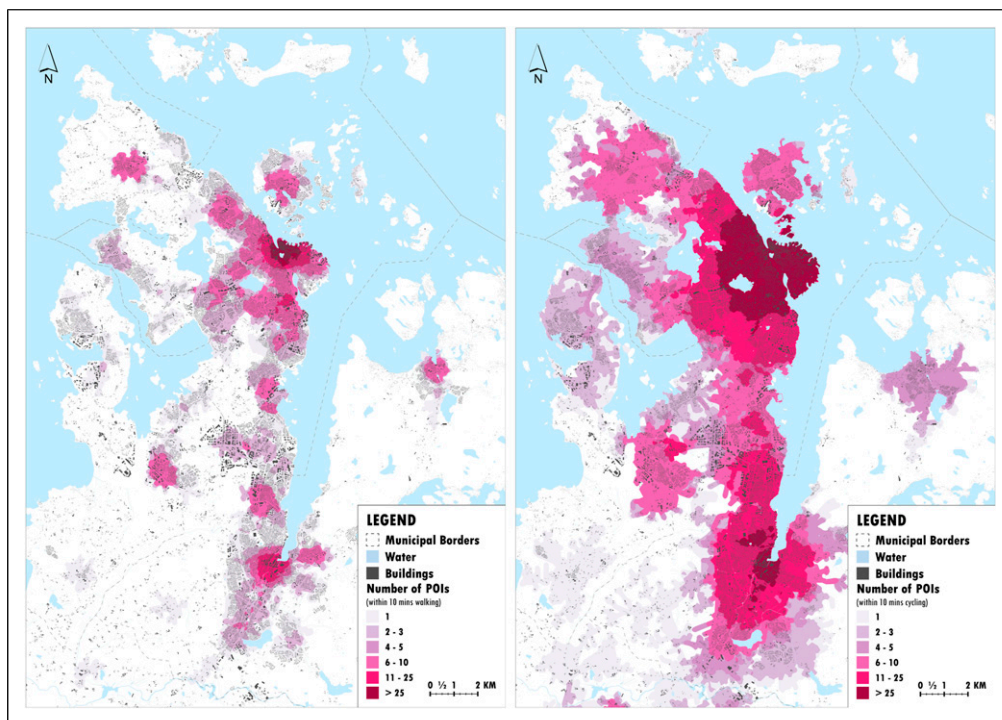 N
LEGEND
Municipal Borders
Water
Buildings
Number of POIs
(within 10 mins walking)
1
2 - 3
4 - 5
6 - 10
11 - 25
> 25
0 ½ 1 2 KM
N
LEGEND
Municipal Borders
Water
Buildings
Number of POIs
(within 10 mins cycling)
1
2 - 3
4 - 5
6 - 10
11 - 25
> 25
0 ½ 1 2 KM